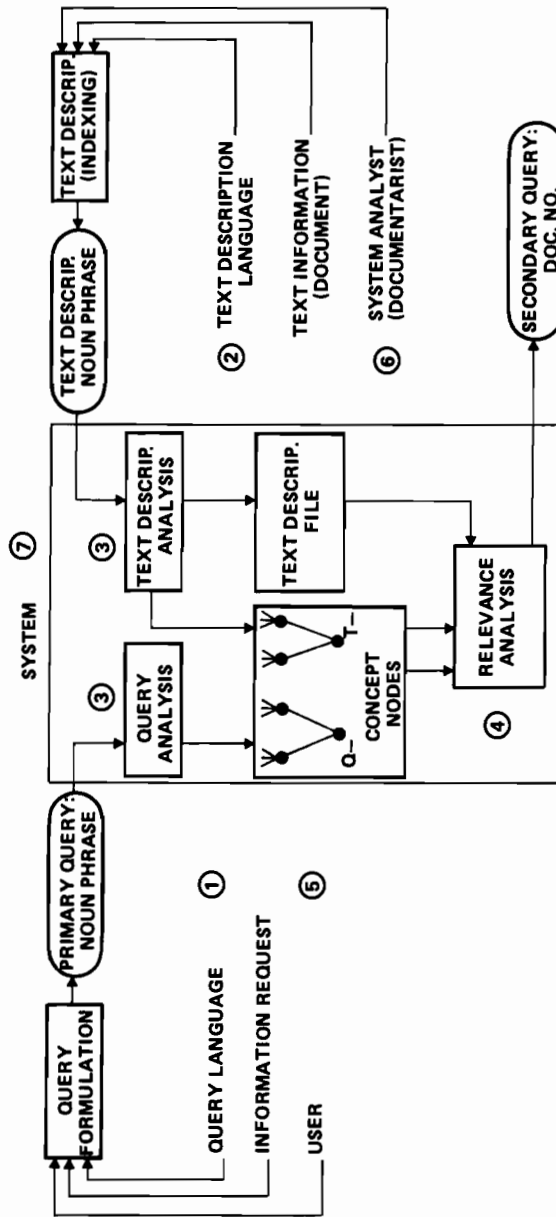 QUERY
FORMULATION
PRIMARY QUERY:
NOUN PHRASE
QUERY LANGUAGE
①
INFORMATION REQUEST
USER
⑤
SYSTEM
⑦
③
QUERY
ANALYSIS
③
TEXT DESCRIP.
ANALYSIS
Q–
T–
CONCEPT
NODES
TEXT DESCRIP.
FILE
④
RELEVANCE
ANALYSIS
TEXT DESCRIP.
NOUN PHRASE
TEXT DESCRIP.
(INDEXING)
②
TEXT DESCRIPTION
LANGUAGE
TEXT INFORMATION
(DOCUMENT)
⑥
SYSTEM ANALYST
(DOCUMENTARIST)
SECONDARY QUERY:
DOC. NO.